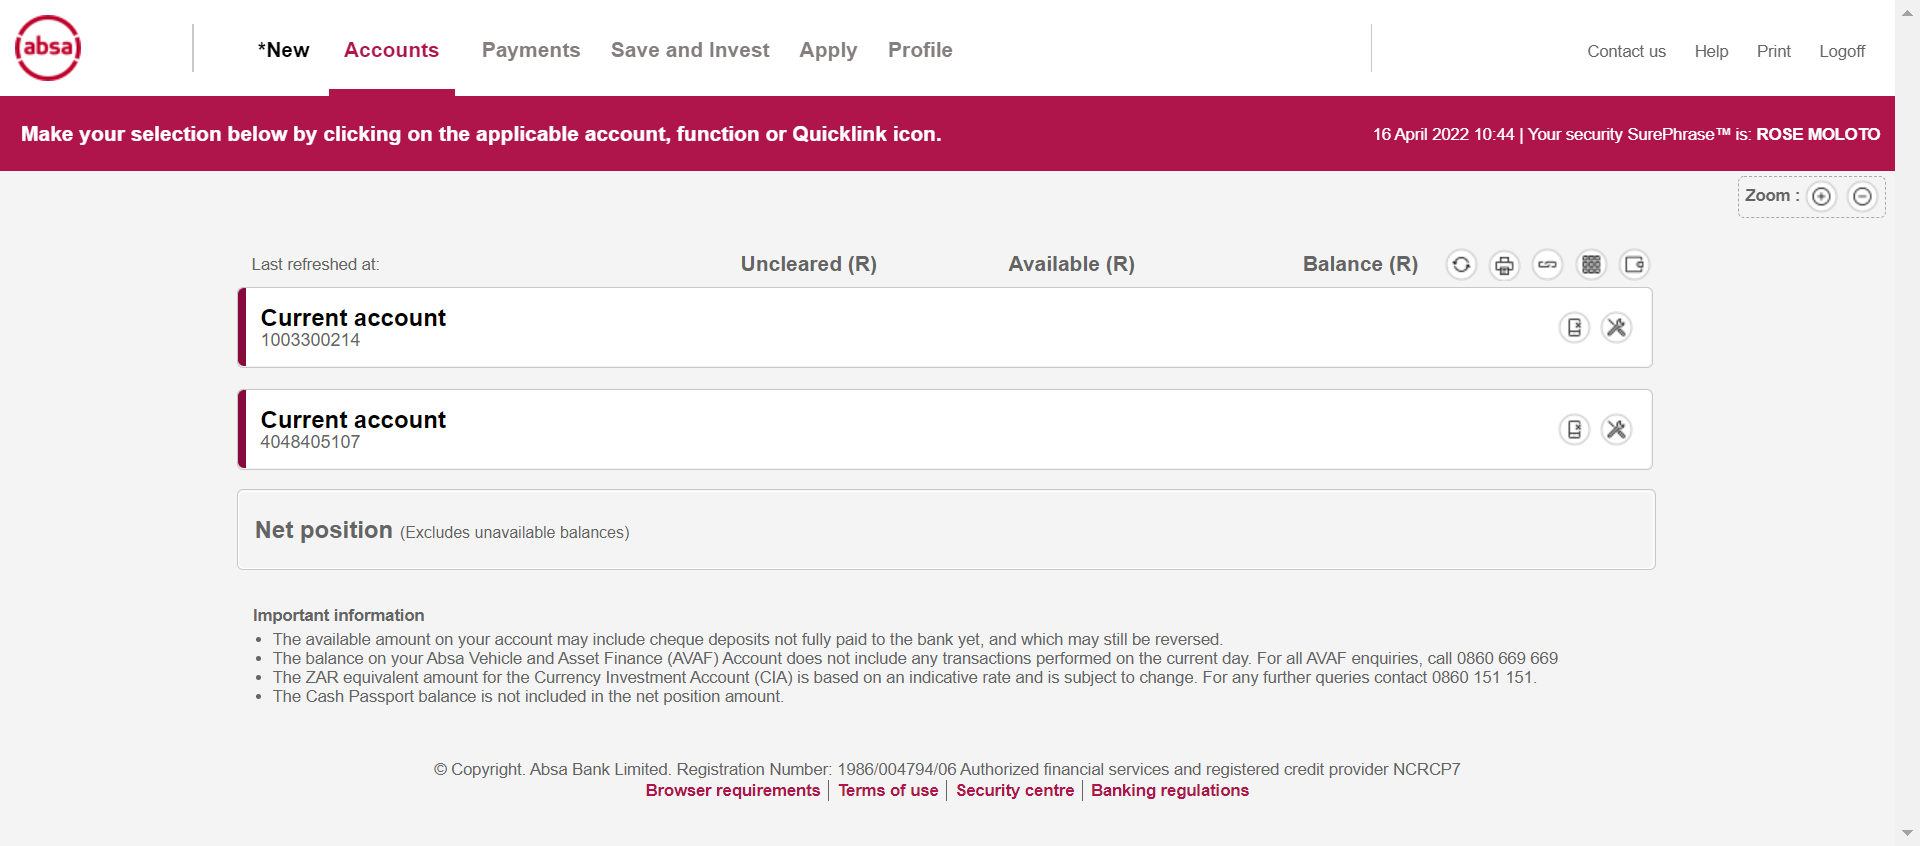 absa
*New Accounts Payments Save and Invest Apply Profile Contact us Help Print Logoff
Make your selection below by clicking on the applicable account, function or Quicklink icon. 16 April 2022 10:44 | Your security SurePhrase™ is: ROSE MOLOTO
Zoom :
Last refreshed at: Uncleared (R) Available (R) Balance (R)
Current account
1003300214
Current account
4048405107
Net position (Excludes unavailable balances)
Important information
• The available amount on your account may include cheque deposits not fully paid to the bank yet, and which may still be reversed.
• The balance on your Absa Vehicle and Asset Finance (AVAF) Account does not include any transactions performed on the current day. For all AVAF enquiries, call 0860 669 669
• The ZAR equivalent amount for the Currency Investment Account (CIA) is based on an indicative rate and is subject to change. For any further queries contact 0860 151 151.
• The Cash Passport balance is not included in the net position amount.
© Copyright. Absa Bank Limited. Registration Number: 1986/004794/06 Authorized financial services and registered credit provider NCRCP7
Browser requirements | Terms of use | Security centre | Banking regulations